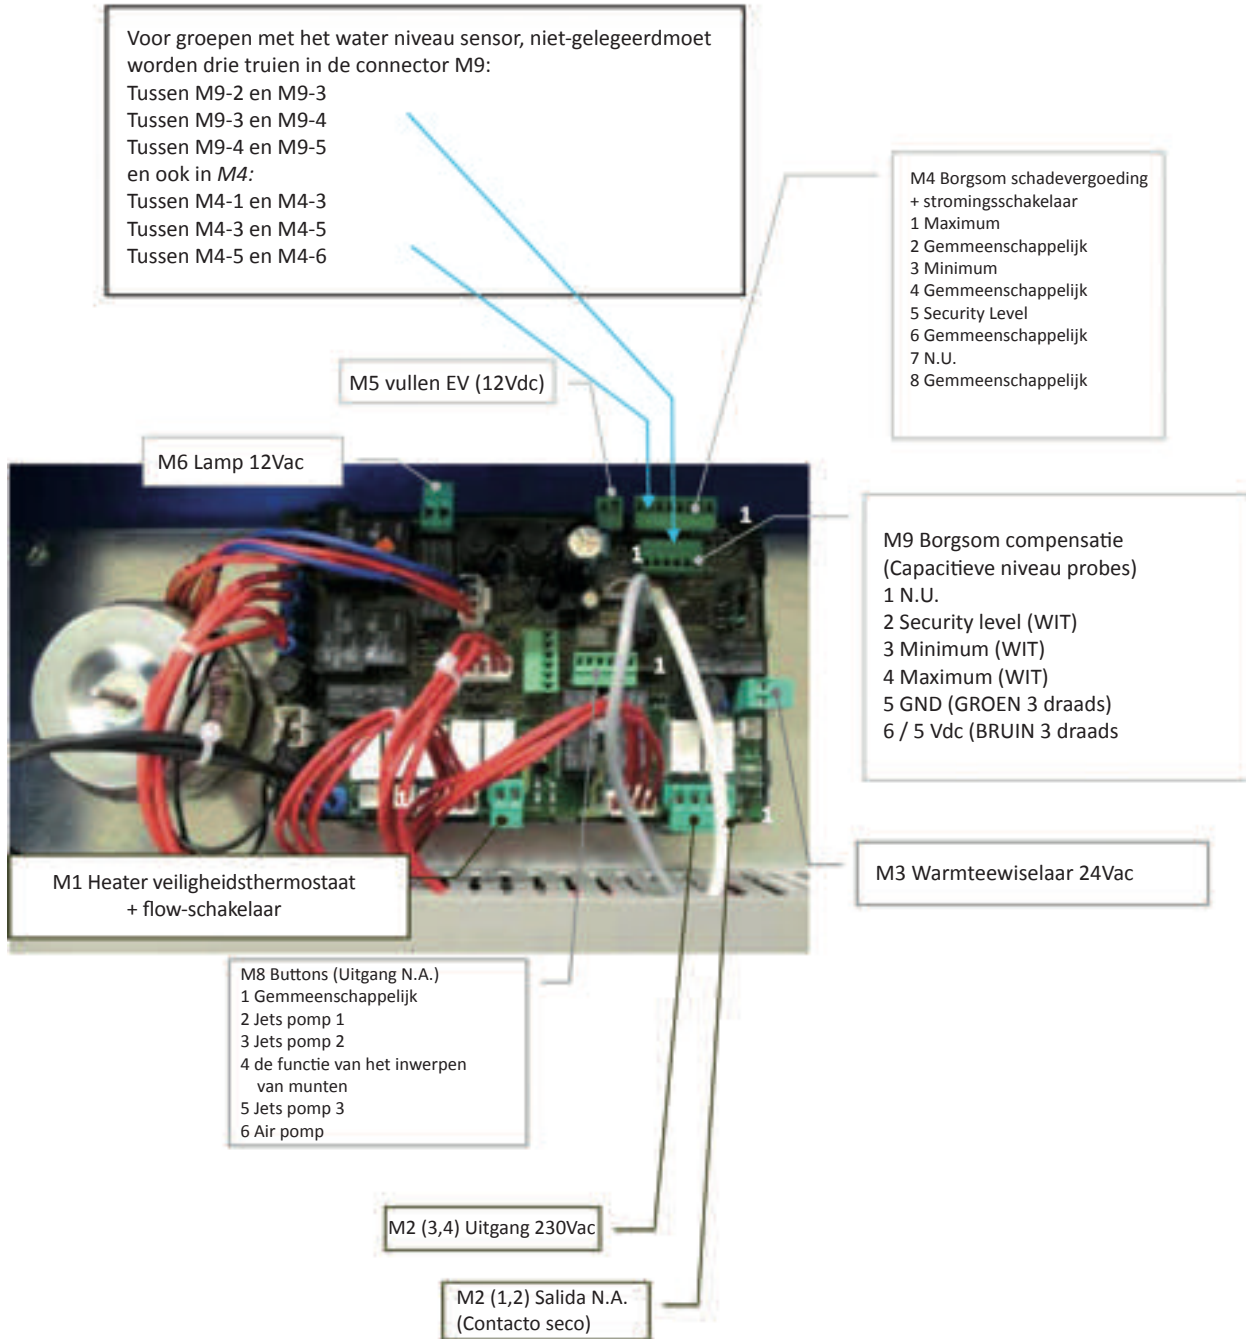 Voor groepen met het water niveau sensor, niet-gelegeerdmoet
worden drie truien in de connector M9:
Tussen M9-2 en M9-3
Tussen M9-3 en M9-4
Tussen M9-4 en M9-5
en ook in M4:
Tussen M4-1 en M4-3
Tussen M4-3 en M4-5
Tussen M4-5 en M4-6
M4 Borgsom schadevergoeding
+ stromingsschakelaar
1 Maximum
2 Gemmeenschappelijk
3 Minimum
4 Gemmeenschappelijk
5 Security Level
6 Gemmeenschappelijk
7 N.U.
8 Gemmeenschappelijk
M5 vullen EV (12Vdc)
M6 Lamp 12Vac
1
1
M9 Borgsom compensatie
(Capacitieve niveau probes)
1 N.U.
2 Security level (WIT)
3 Minimum (WIT)
4 Maximum (WIT)
5 GND (GROEN 3 draads)
6 / 5 Vdc (BRUIN 3 draads
1
1
1
M1 Heater veiligheidsthermostaat
+ flow-schakelaar
M3 Warmteewiselaar 24Vac
M8 Buttons (Uitgang N.A.)
1 Gemmeenschappelijk
2 Jets pomp 1
3 Jets pomp 2
4 de functie van het inwerpen
van munten
5 Jets pomp 3
6 Air pomp
M2 (3,4) Uitgang 230Vac
M2 (1,2) Salida N.A.
(Contacto seco)